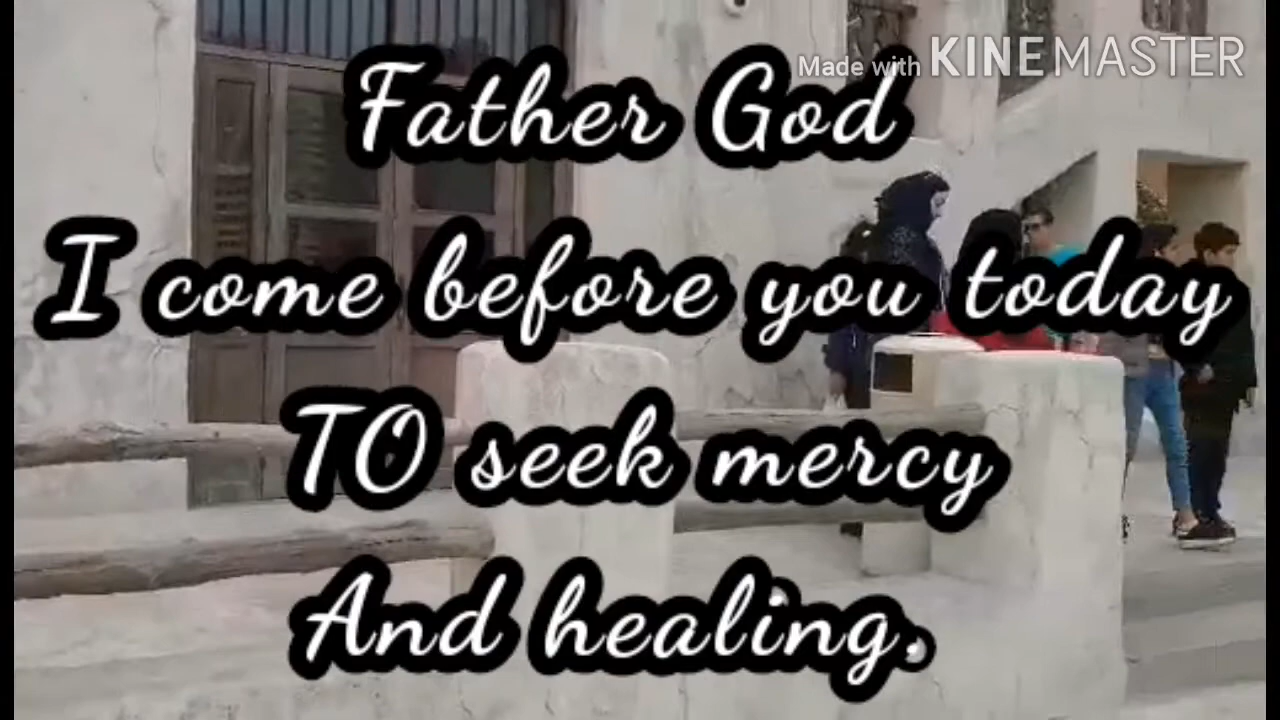 Made with KINEMASTER
Father God
I come before you today
TO seek mercy
And healing.